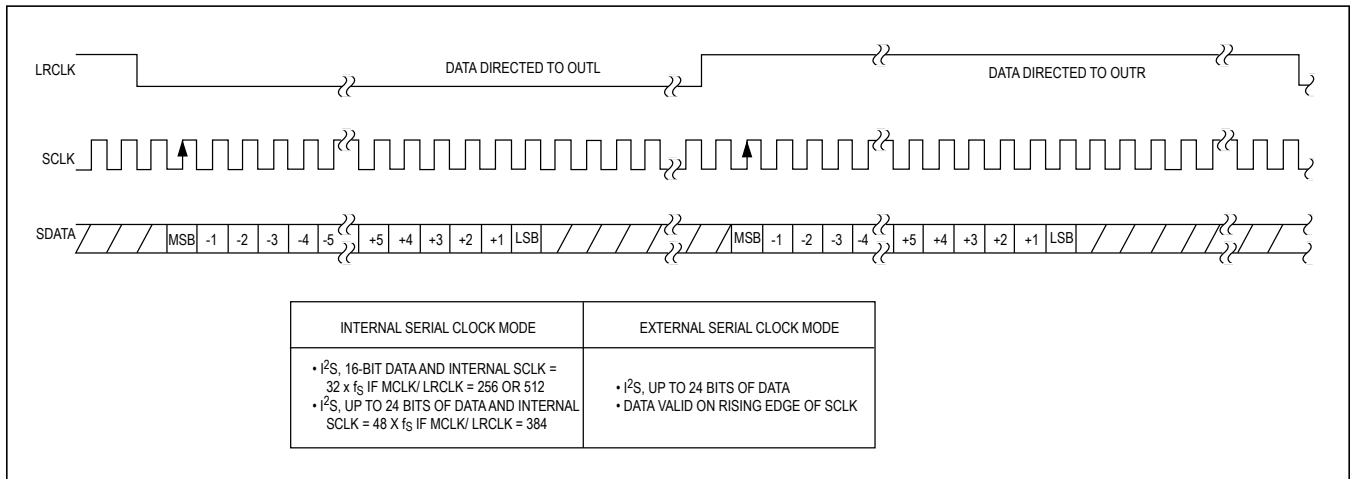 LRCLK DATA DIRECTED TO OUTL DATA DIRECTED TO OUTR
SCLK
SDATA MSB -1 -2 -3 -4 -5 +5 +4 +3 +2 +1 LSB MSB -1 -2 -3 -4 +5 +4 +3 +2 +1 LSB
INTERNAL SERIAL CLOCK MODE
• I²S, 16-BIT DATA AND INTERNAL SCLK =
32 x fS IF MCLK/ LRCLK = 256 OR 512
• I²S, UP TO 24 BITS OF DATA AND INTERNAL
SCLK = 48 X fS IF MCLK/ LRCLK = 384
EXTERNAL SERIAL CLOCK MODE
• I²S, UP TO 24 BITS OF DATA
• DATA VALID ON RISING EDGE OF SCLK